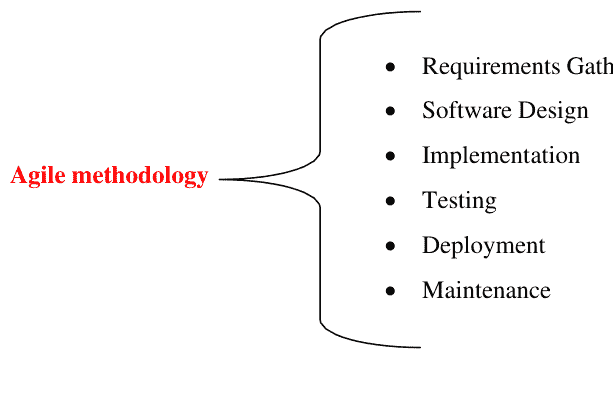 Requirements Gath
Software Design
Implementation
Agile methodology
Testing
Deployment
Maintenance